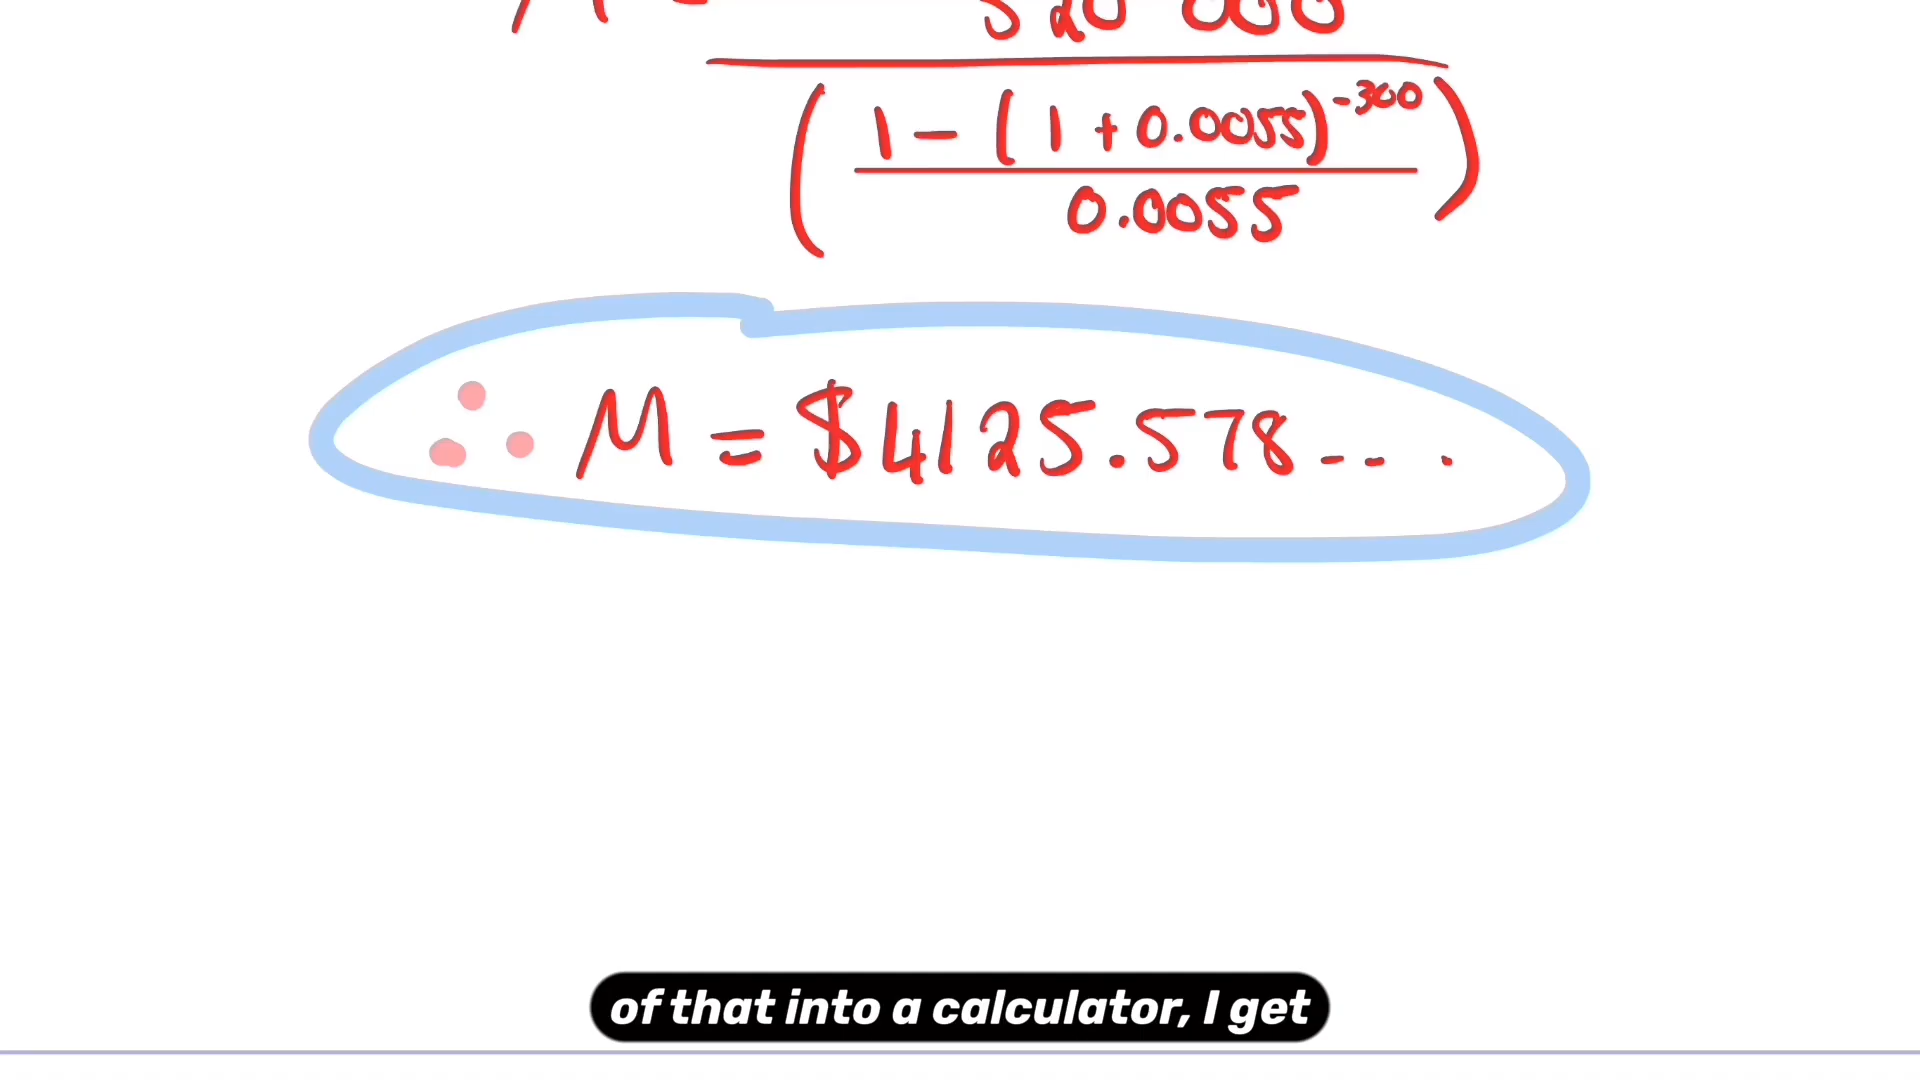 1 - (1 + 0.0055)^-300
0.0055
∴ M = $4125.578....
of that into a calculator, I get